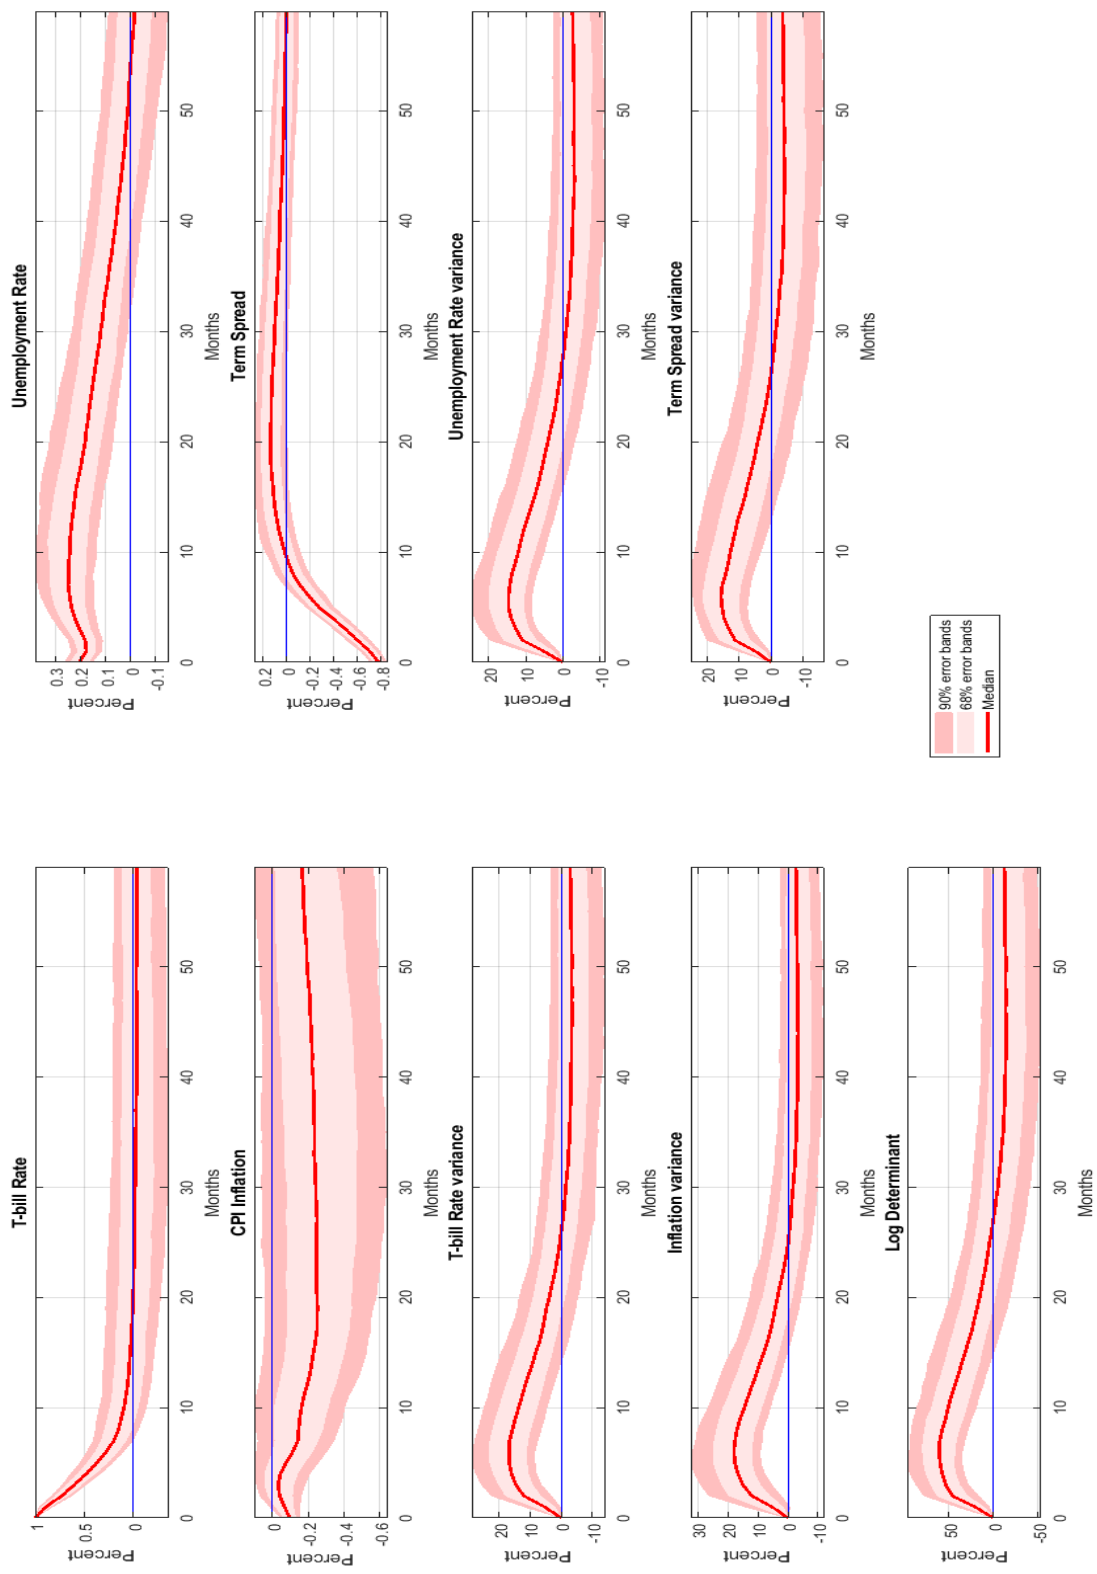 T-bill Rate
Percent
1
0.5
0
0 10 20 30 40 50
Months
Unemployment Rate
Percent
0.3
0.2
0.1
0
-0.1
0 10 20 30 40 50
Months
CPI Inflation
Percent
0
-0.2
-0.4
-0.6
0 10 20 30 40 50
Months
Term Spread
Percent
0.2
0
-0.2
-0.4
-0.6
-0.8
0 10 20 30 40 50
Months
T-bill Rate variance
Percent
20
10
0
-10
0 10 20 30 40 50
Months
Unemployment Rate variance
Percent
20
10
0
-10
0 10 20 30 40 50
Months
Inflation variance
Percent
30
20
10
0
-10
0 10 20 30 40 50
Months
Term Spread variance
Percent
20
10
0
-10
0 10 20 30 40 50
Months
Log Determinant
Percent
50
0
-50
0 10 20 30 40 50
Months
90% error bands
68% error bands
Median